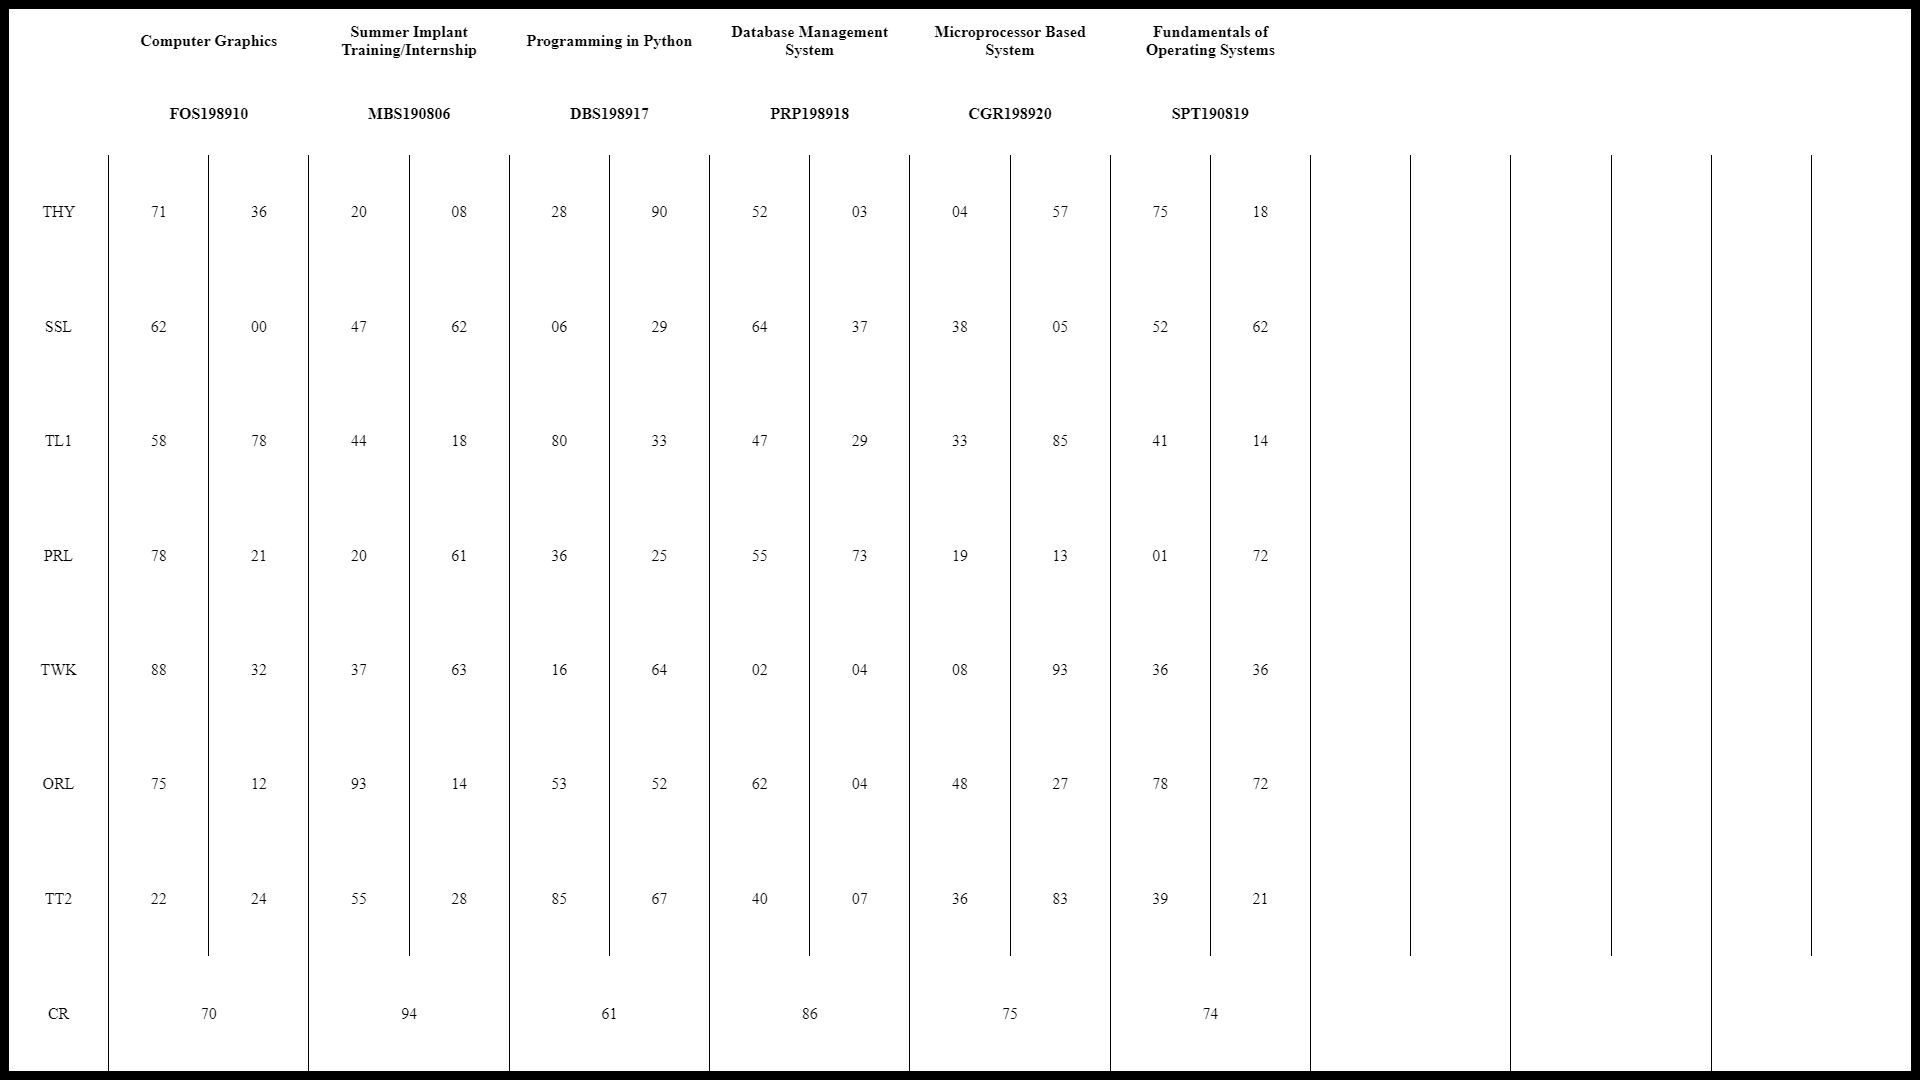 Computer Graphics Summer Implant Training/Internship Programming in Python Database Management System Microprocessor Based System Fundamentals of Operating Systems
FOS198910 MBS190806 DBS198917 PRP198918 CGR198920 SPT190819
THY 71 36 20 08 28 90 52 03 04 57 75 18
SSL 62 00 47 62 06 29 64 37 38 05 52 62
TL1 58 78 44 18 80 33 47 29 33 85 41 14
PRL 78 21 20 61 36 25 55 73 19 13 01 72
TWK 88 32 37 63 16 64 02 04 08 93 36 36
ORL 75 12 93 14 53 52 62 04 48 27 78 72
TT2 22 24 55 28 85 67 40 07 36 83 39 21
CR 70 94 61 86 75 74